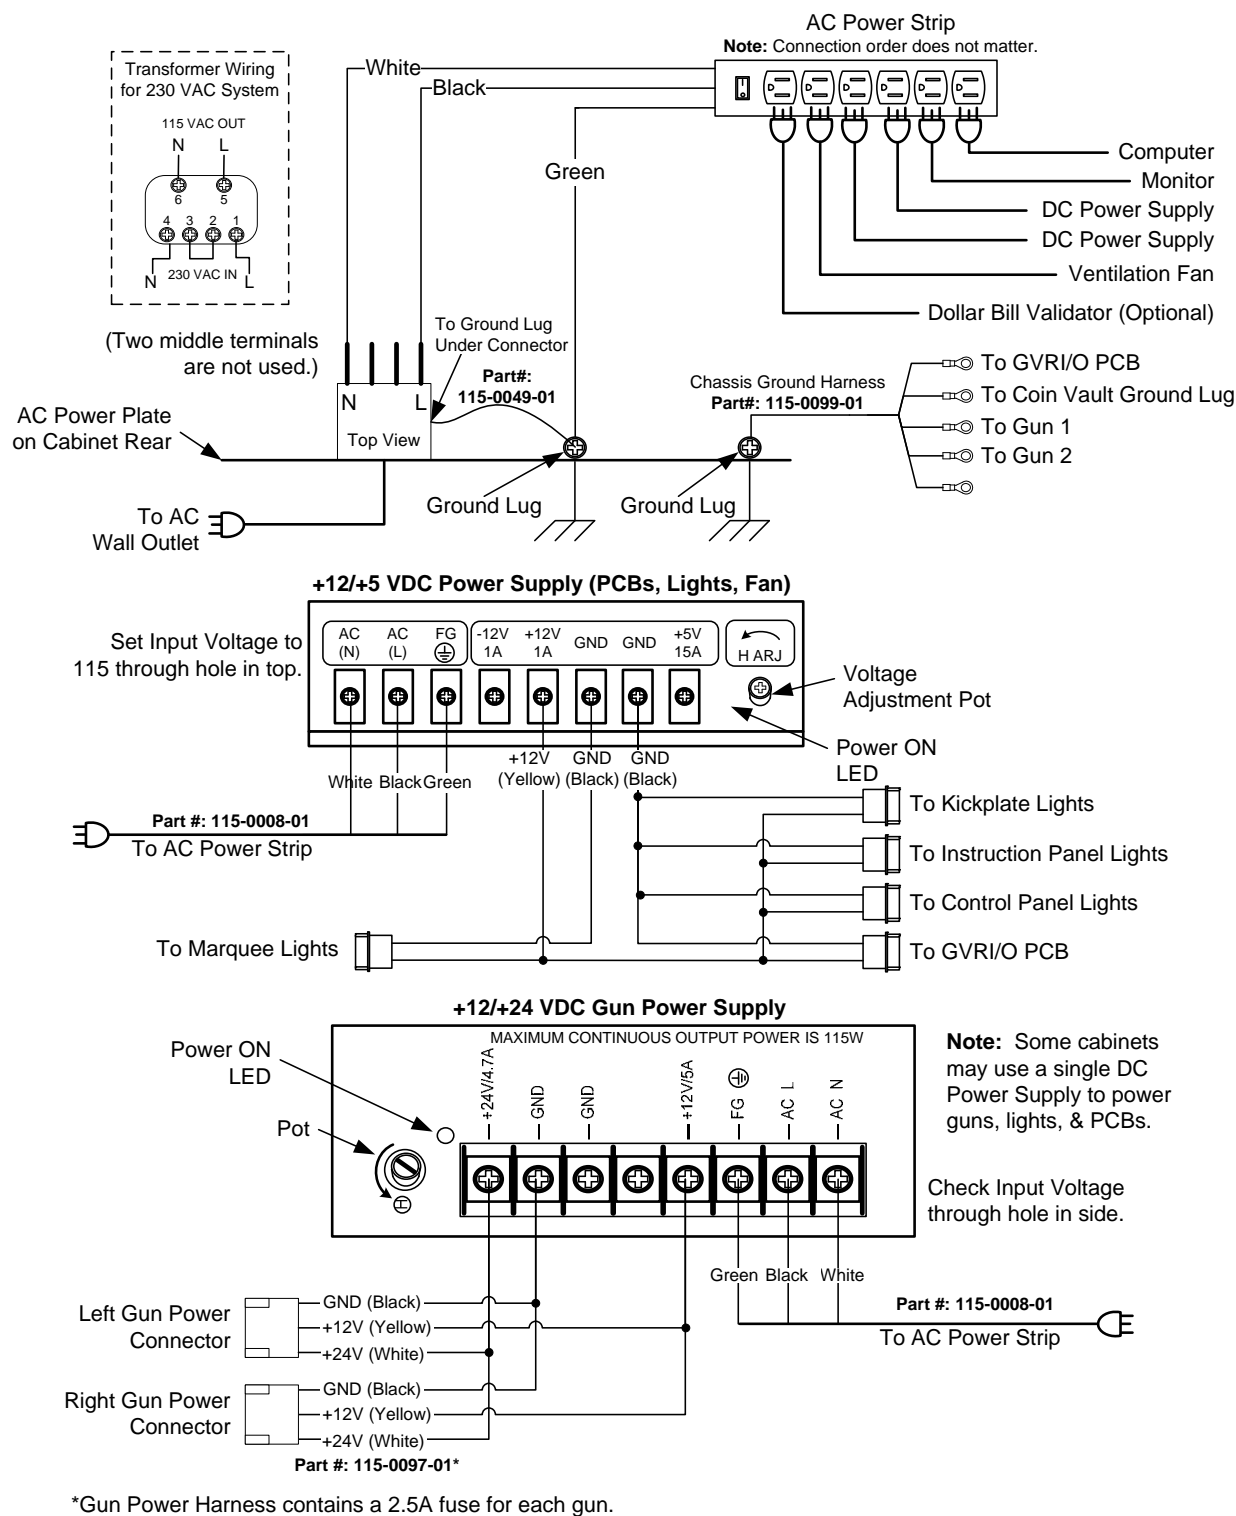 AC Power Strip
Note: Connection order does not matter.
Transformer Wiring
for 230 VAC System
115 VAC OUT
N L
6 5
4 3 2 1
230 VAC IN
N L
(Two middle terminals
are not used.)
White
Black
Green
Computer
Monitor
DC Power Supply
DC Power Supply
Ventilation Fan
Dollar Bill Validator (Optional)
To Ground Lug
Under Connector
Part#:
115-0049-01
N L
Top View
AC Power Plate
on Cabinet Rear
To AC
Wall Outlet
Ground Lug
Ground Lug
Chassis Ground Harness
Part#: 115-0099-01
To GVRI/O PCB
To Coin Vault Ground Lug
To Gun 1
To Gun 2
+12/+5 VDC Power Supply (PCBs, Lights, Fan)
Set Input Voltage to
115 through hole in top.
AC (N)
AC (L)
FG
-12V 1A
+12V 1A
GND
GND
+5V 15A
H ARJ
Voltage
Adjustment Pot
Power ON
LED
White Black Green
+12V (Yellow)
GND (Black)
GND (Black)
Part #: 115-0008-01
To AC Power Strip
To Kickplate Lights
To Instruction Panel Lights
To Control Panel Lights
To GVRI/O PCB
To Marquee Lights
+12/+24 VDC Gun Power Supply
MAXIMUM CONTINUOUS OUTPUT POWER IS 115W
Power ON
LED
Pot
H
+24V/4.7A
GND
GND
+12V/5A
FG
AC L
AC N
Note: Some cabinets
may use a single DC
Power Supply to power
guns, lights, & PCBs.
Check Input Voltage
through hole in side.
Green Black White
Part #: 115-0008-01
To AC Power Strip
Left Gun Power
Connector
GND (Black)
+12V (Yellow)
+24V (White)
Right Gun Power
Connector
GND (Black)
+12V (Yellow)
+24V (White)
Part #: 115-0097-01*
*Gun Power Harness contains a 2.5A fuse for each gun.